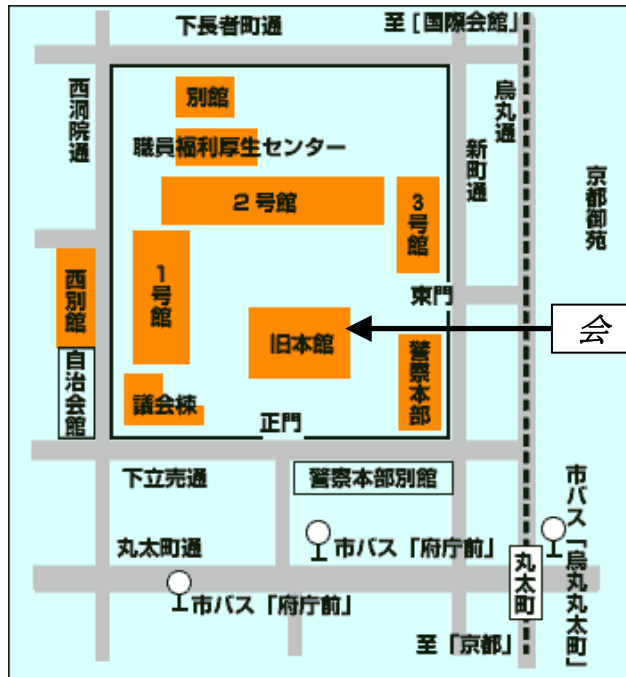 下長者町通
至[国際会館」
西洞院通
別館
烏丸通
職員福利厚生センター
新町通
京都御苑
2号館
3号館
1号館
西別館
東門
会
旧本館
自治会館
警察本部
議会棟
正門
下立売通
警察本部別館
市バス「烏丸丸太町」
丸太町通
市バス「府庁前」
丸太町
市バス「府庁前」
至「京都」